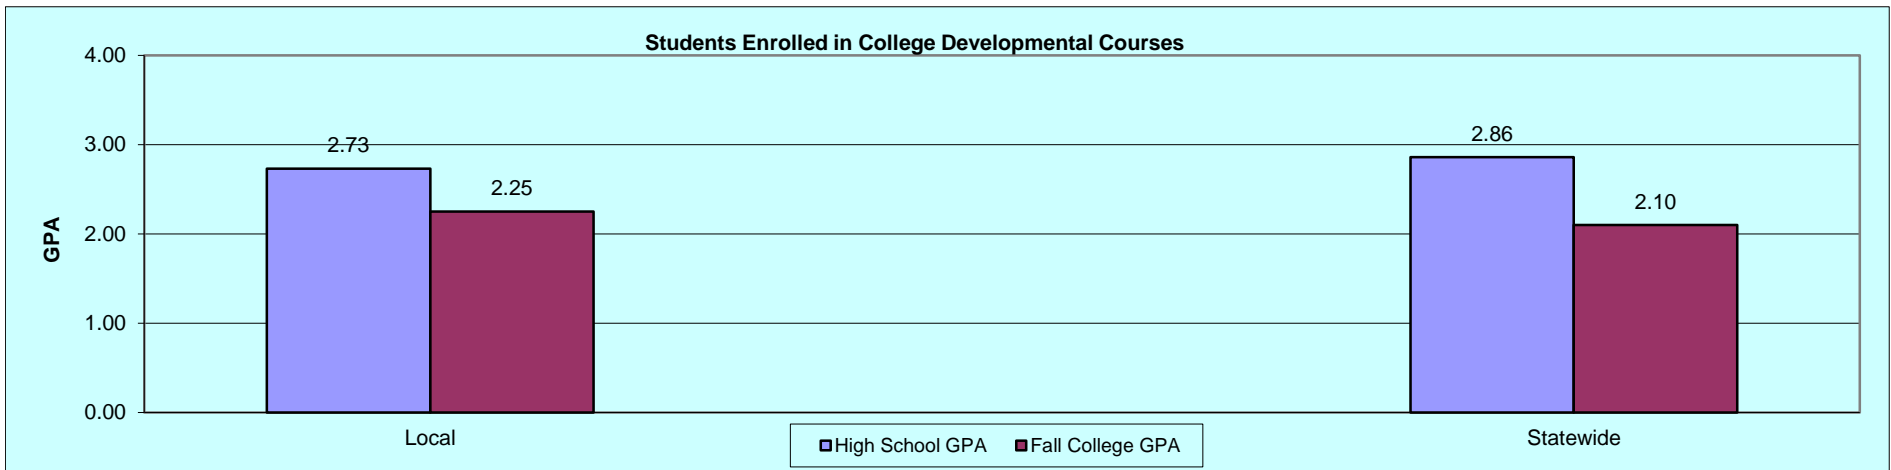 Students Enrolled in College Developmental Courses
4.00
3.00
2.00
1.00
0.00
GPA
2.73
2.25
2.86
2.10
Local
Statewide
High School GPA
Fall College GPA